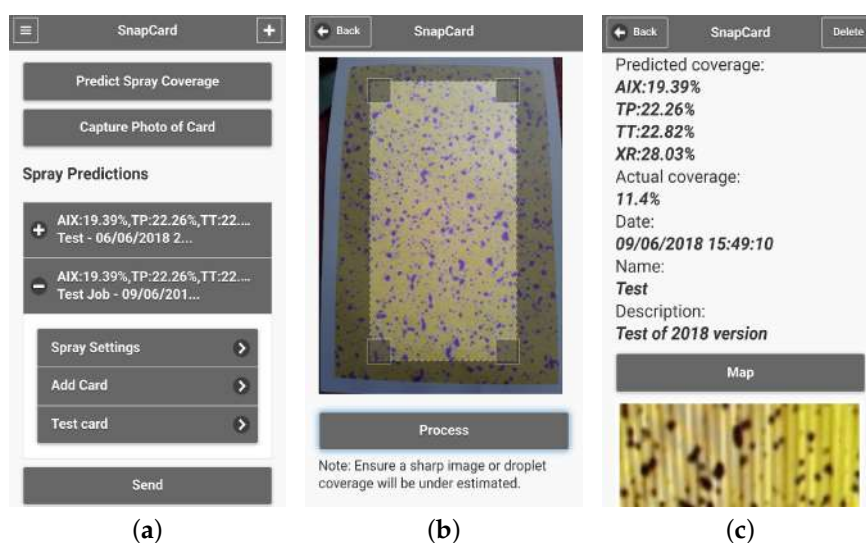 SnapCard
Predict Spray Coverage
Capture Photo of Card
Spray Predictions
AIX:19.39%,TP:22.26%,TT:22....
Test - 06/06/2018 2...
AIX:19.39%,TP:22.26%,TT:22....
Test Job - 09/06/201...
Spray Settings
Add Card
Test card
Send
(a)
Back SnapCard
Process
Note: Ensure a sharp image or droplet
coverage will be under estimated.
(b)
Back SnapCard Delete
Predicted coverage:
AIX:19.39%
TP:22.26%
TT:22.82%
XR:28.03%
Actual coverage:
11.4%
Date:
09/06/2018 15:49:10
Name:
Test
Description:
Test of 2018 version
Map
(c)